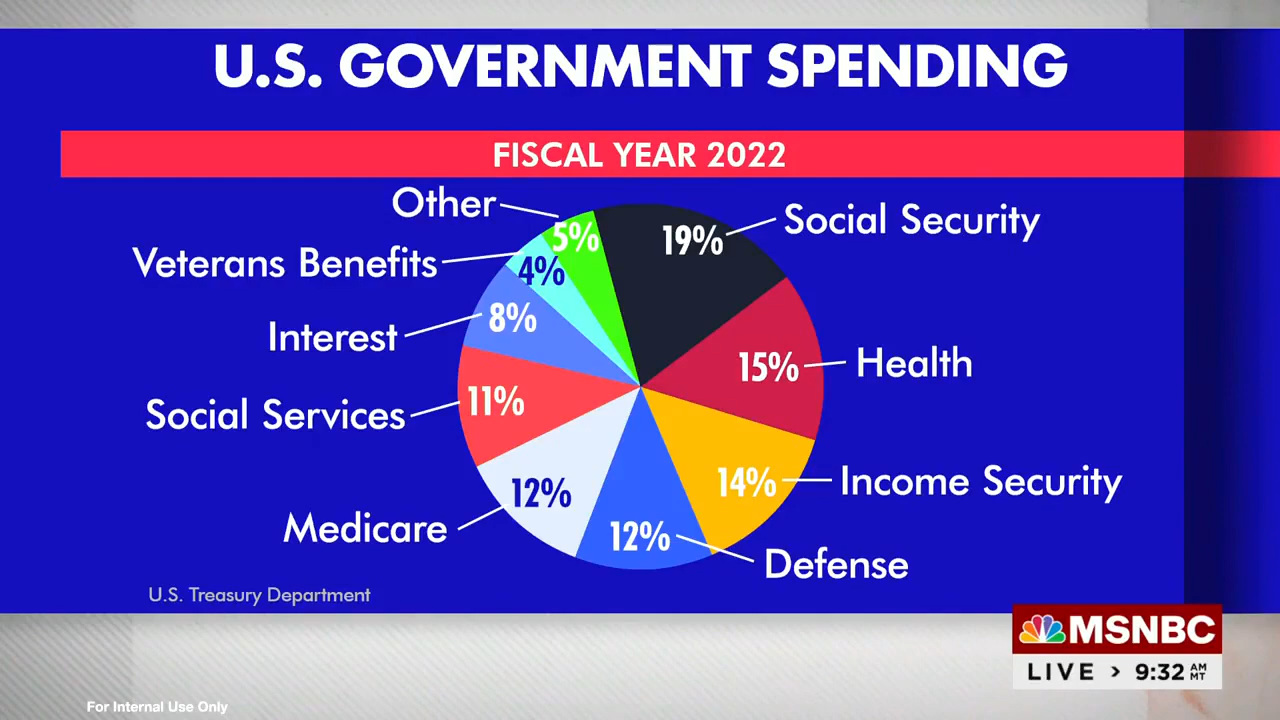 U.S. GOVERNMENT SPENDING
FISCAL YEAR 2022
Other
5%
19%
Social Security
Veterans Benefits
4%
Interest
8%
15%
Health
Social Services
11%
14%
Income Security
Medicare
12%
12%
Defense
U.S. Treasury Department
MSNBC
LIVE > 9:32 AM MT
For Internal Use Only